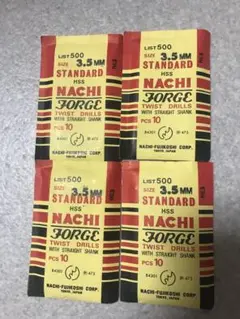 LIST 500
SIZE 3.5 MM
STANDARD
HSS
NACHI
FORGE
TWIST DRILLS
WITH STRAIGHT SHANK
PCS 10
NACHI-FUJIKOSHI CORP.
TOKYO, JAPAN
LIST 500
SIZE 3.5 MM
STANDARD
HSS
NACHI
FORGE
TWIST DRILLS
WITH STRAIGHT SHANK
PCS 10
NACHI-FUJIKOSHI CORP.
TOKYO, JAPAN
LIST 500
SIZE 3.5 MM
STANDARD
HSS
NACHI
FORGE
TWIST DRILLS
WITH STRAIGHT SHANK
PCS 10
NACHI-FUJIKOSHI CORP.
TOKYO, JAPAN
LIST 500
SIZE 3.5 MM
STANDARD
HSS
NACHI
FORGE
TWIST DRILLS
WITH STRAIGHT SHANK
PCS 10
NACHI-FUJIKOSHI CORP.
TOKYO, JAPAN